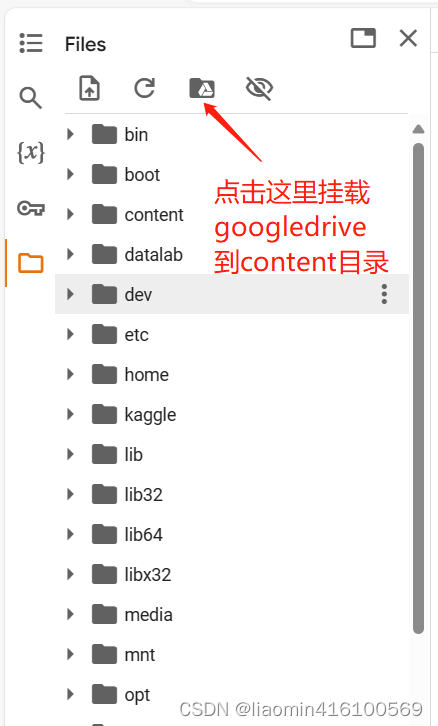 Files
{x}
bin
boot
content
datalab
dev
etc
home
kaggle
lib
lib32
lib64
libx32
media
mnt
opt
点击这里挂载
googledrive
到content目录
CSDN @liaomin416100569